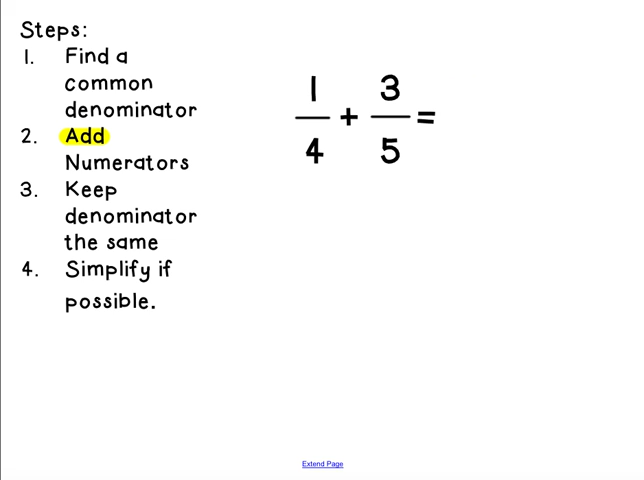 Steps:
1. Find a
common
denominator
2. Add
Numerators
3. Keep
denominator
the same
4. Simplify if
possible.
1 3
— + — =
4 5
Extend Page